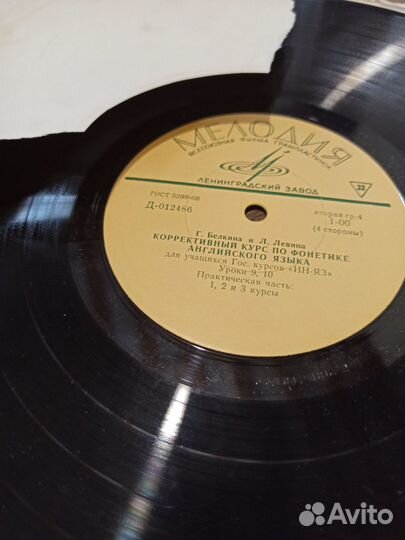 МЕЛОДИЯ
ВСЕСОЮЗНАЯ ФИРМА ГРАМПЛАСТИНОК
ЛЕНИНГРАДСКИЙ ЗАВОД
33
ГОСТ 5289-68
Д-012486
вторая гр-4
1-00
(4 стороны)
Г. Белкина и Л. Левина
КОРРЕКТИВНЫЙ КУРС ПО ФОНЕТИКЕ
АНГЛИЙСКОГО ЯЗЫКА
для учащихся Гос. курсов «ИН-ЯЗ»
Уроки 9, 10
Практическая часть:
1, 2 и 3 курсы
Avito